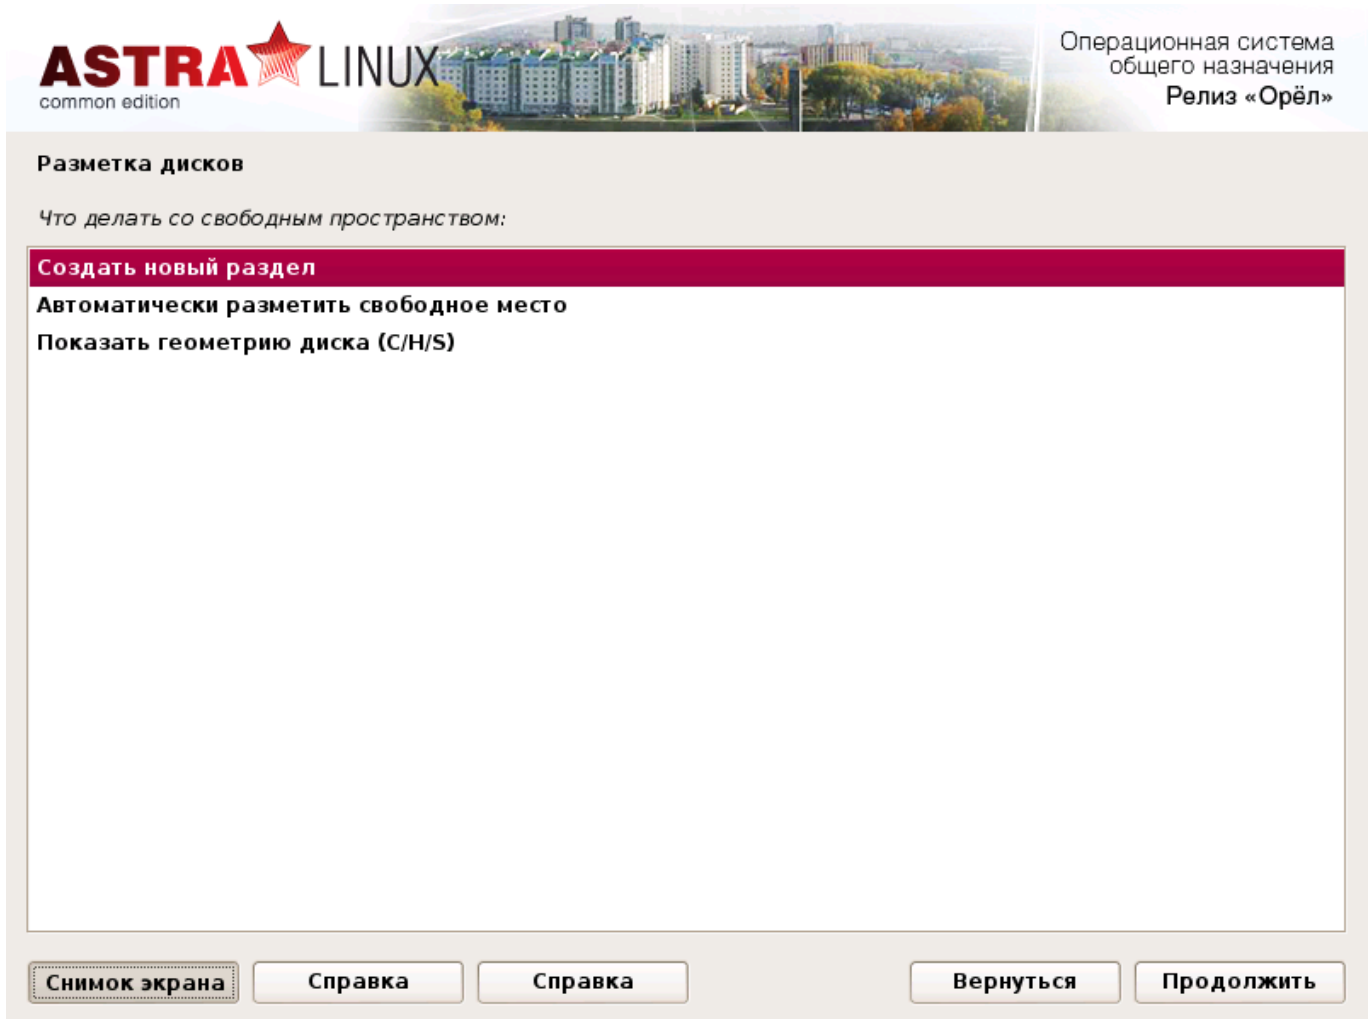 ASTRA LINUX
common edition
Операционная система
общего назначения
Релиз «Орёл»
Разметка дисков
Что делать со свободным пространством:
Создать новый раздел
Автоматически разметить свободное место
Показать геометрию диска (C/H/S)
Снимок экрана
Справка
Справка
Вернуться
Продолжить